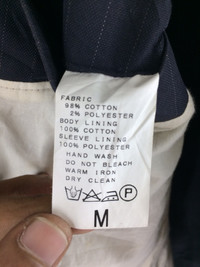 FABRIC
98% COTTON
2% POLYESTER
BODY LINING
100% COTTON
SLEEVE LINING
100% POLYESTER
HAND WASH
DO NOT BLEACH
WARM IRON
DRY CLEAN
P
M